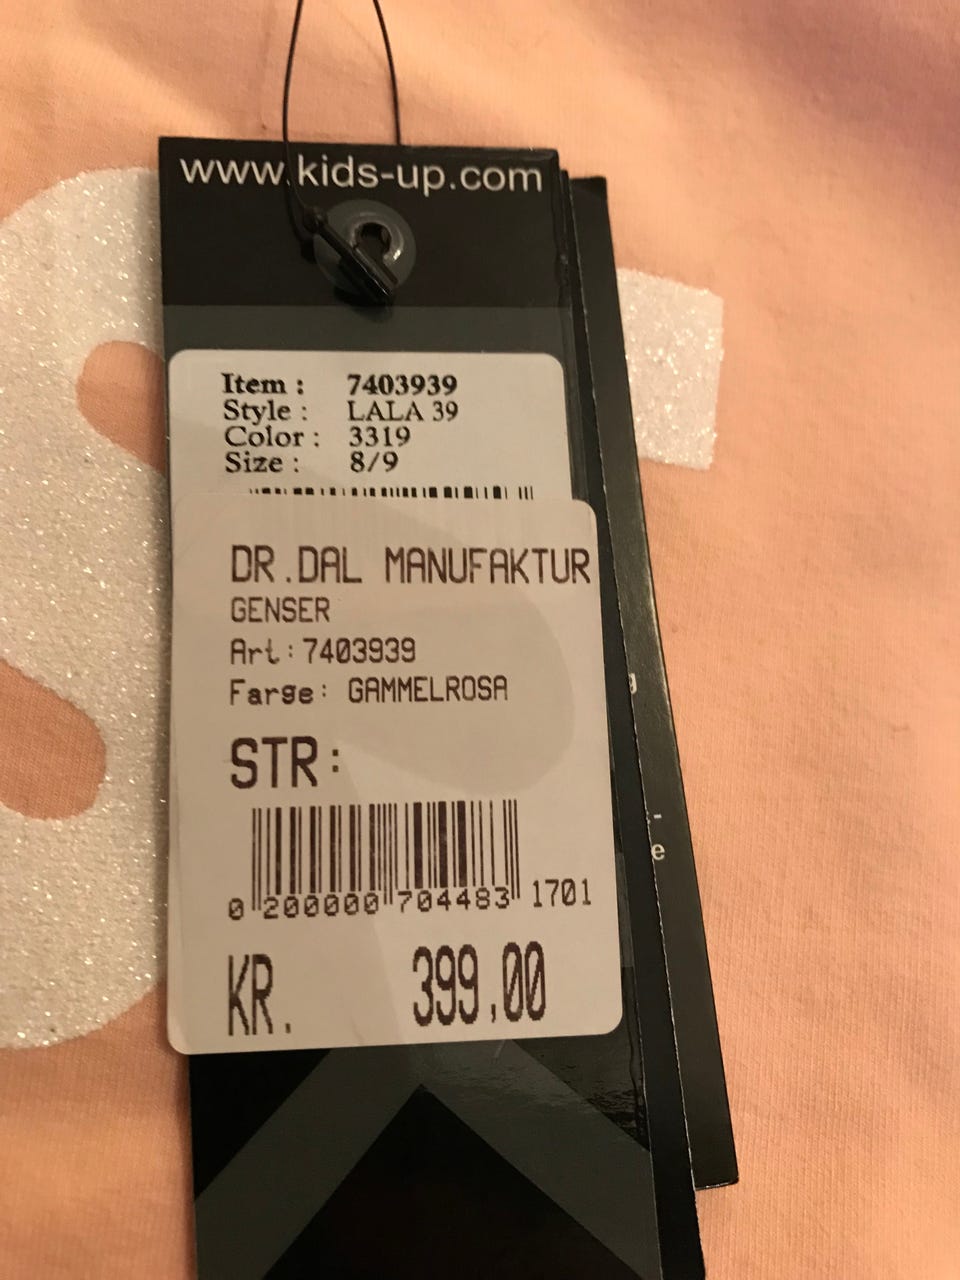 www.kids-up.com
Item : 7403939
Style : LALA 39
Color : 3319
Size : 8/9
DR.DAL MANUFAKTUR
GENSER
Art:7403939
Farge: GAMMELROSA
STR:
0 200000 704483 1701
KR. 399,00
g
-
e